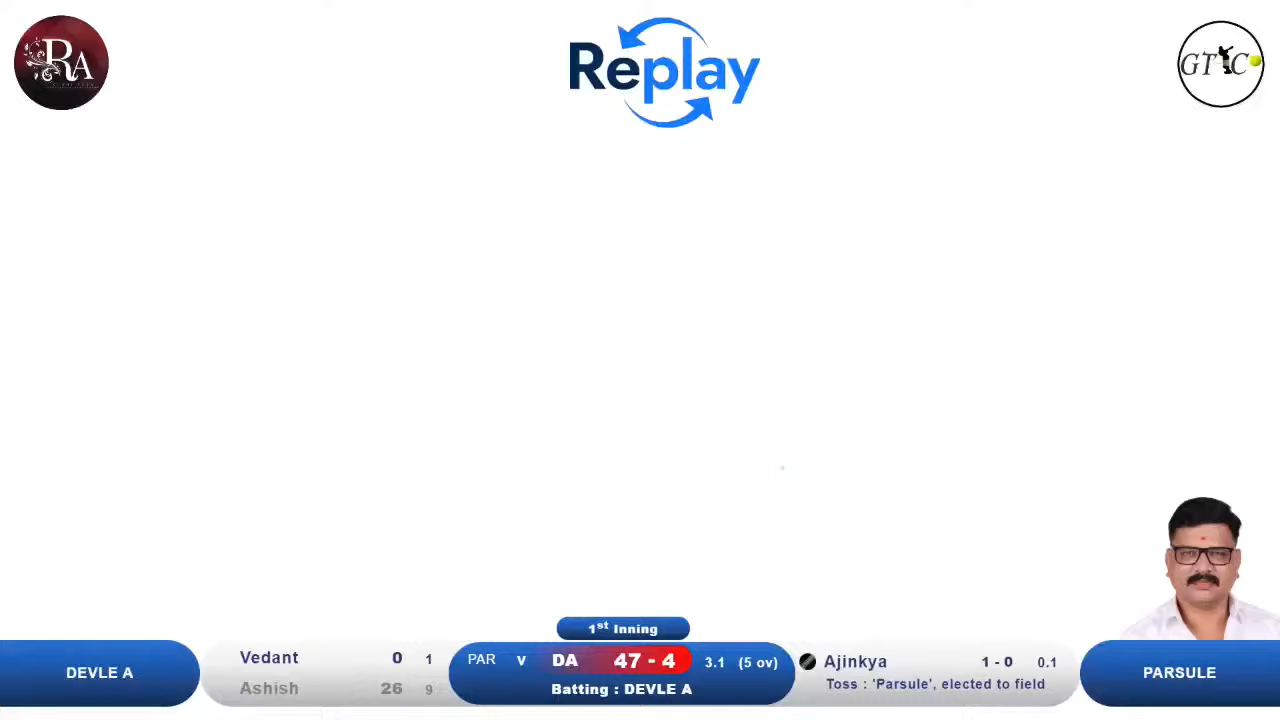 RA
Replay
GTCC
1st Inning
DEVLE A
Vedant 0 1
Ashish 26 9
PAR v DA 47 - 4 3.1 (5 ov)
Batting : DEVLE A
Ajinkya 1 - 0 0.1
Toss : 'Parsule', elected to field
PARSULE